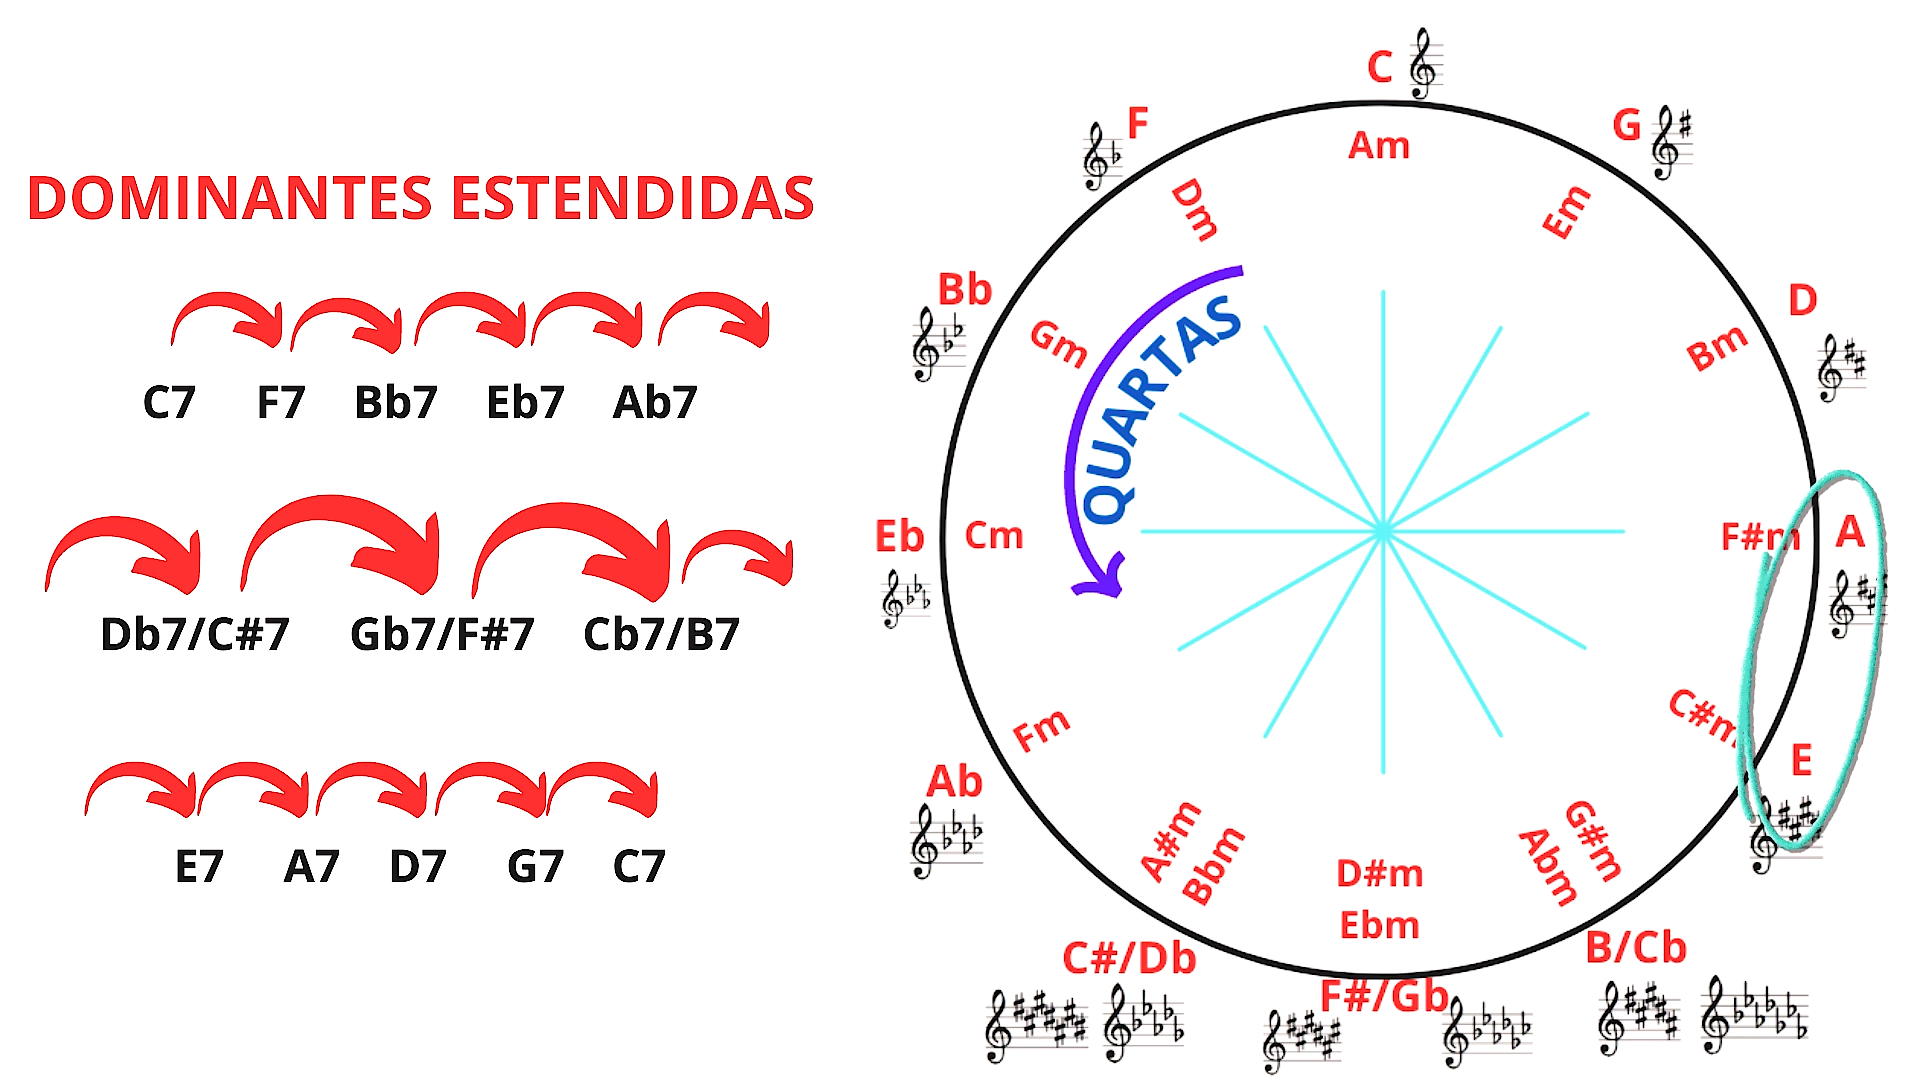 DOMINANTES ESTENDIDAS
C7 F7 Bb7 Eb7 Ab7
Db7/C#7 Gb7/F#7 Cb7/B7
E7 A7 D7 G7 C7
C
G
D
A
E
B/Cb
F#/Gb
C#/Db
Ab
Eb
Bb
F
Am
Em
Bm
F#m
C#m
G#m
Abm
D#m
Ebm
A#m
Bbm
Fm
Cm
Gm
Dm
QUARTAS